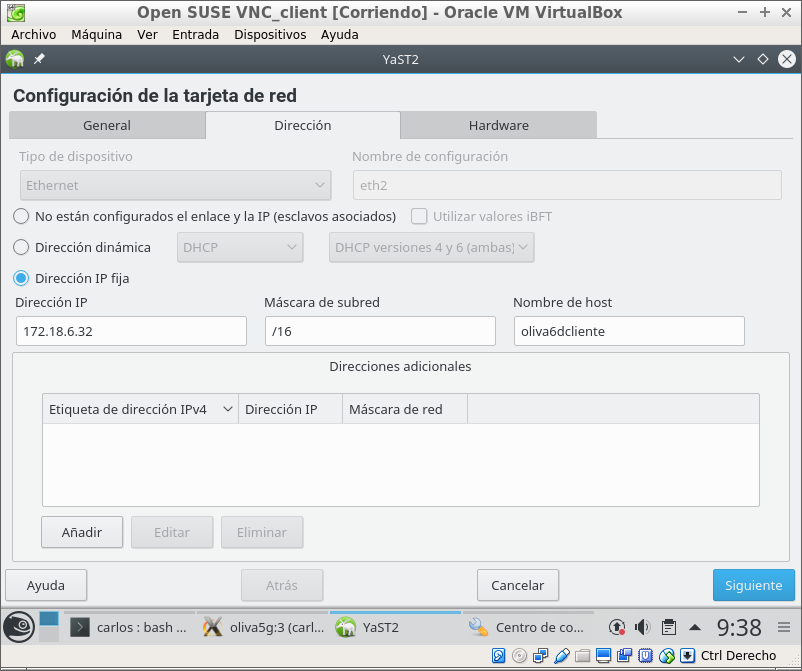 Open SUSE VNC_client [Corriendo] - Oracle VM VirtualBox
Archivo Máquina Ver Entrada Dispositivos Ayuda
YaST2
Configuración de la tarjeta de red
General Dirección Hardware
Tipo de dispositivo Nombre de configuración
Ethernet eth2
No están configurados el enlace y la IP (esclavos asociados) Utilizar valores iBFT
Dirección dinámica DHCP DHCP versiones 4 y 6 (ambas)
Dirección IP fija
Dirección IP Máscara de subred Nombre de host
172.18.6.32 /16 oliva6dcliente
Direcciones adicionales
Etiqueta de dirección IPv4 Dirección IP Máscara de red
Añadir Editar Eliminar
Ayuda Atrás Cancelar Siguiente
carlos : bash ... oliva5g:3 (carl... YaST2 Centro de co... 9:38
Ctrl Derecho